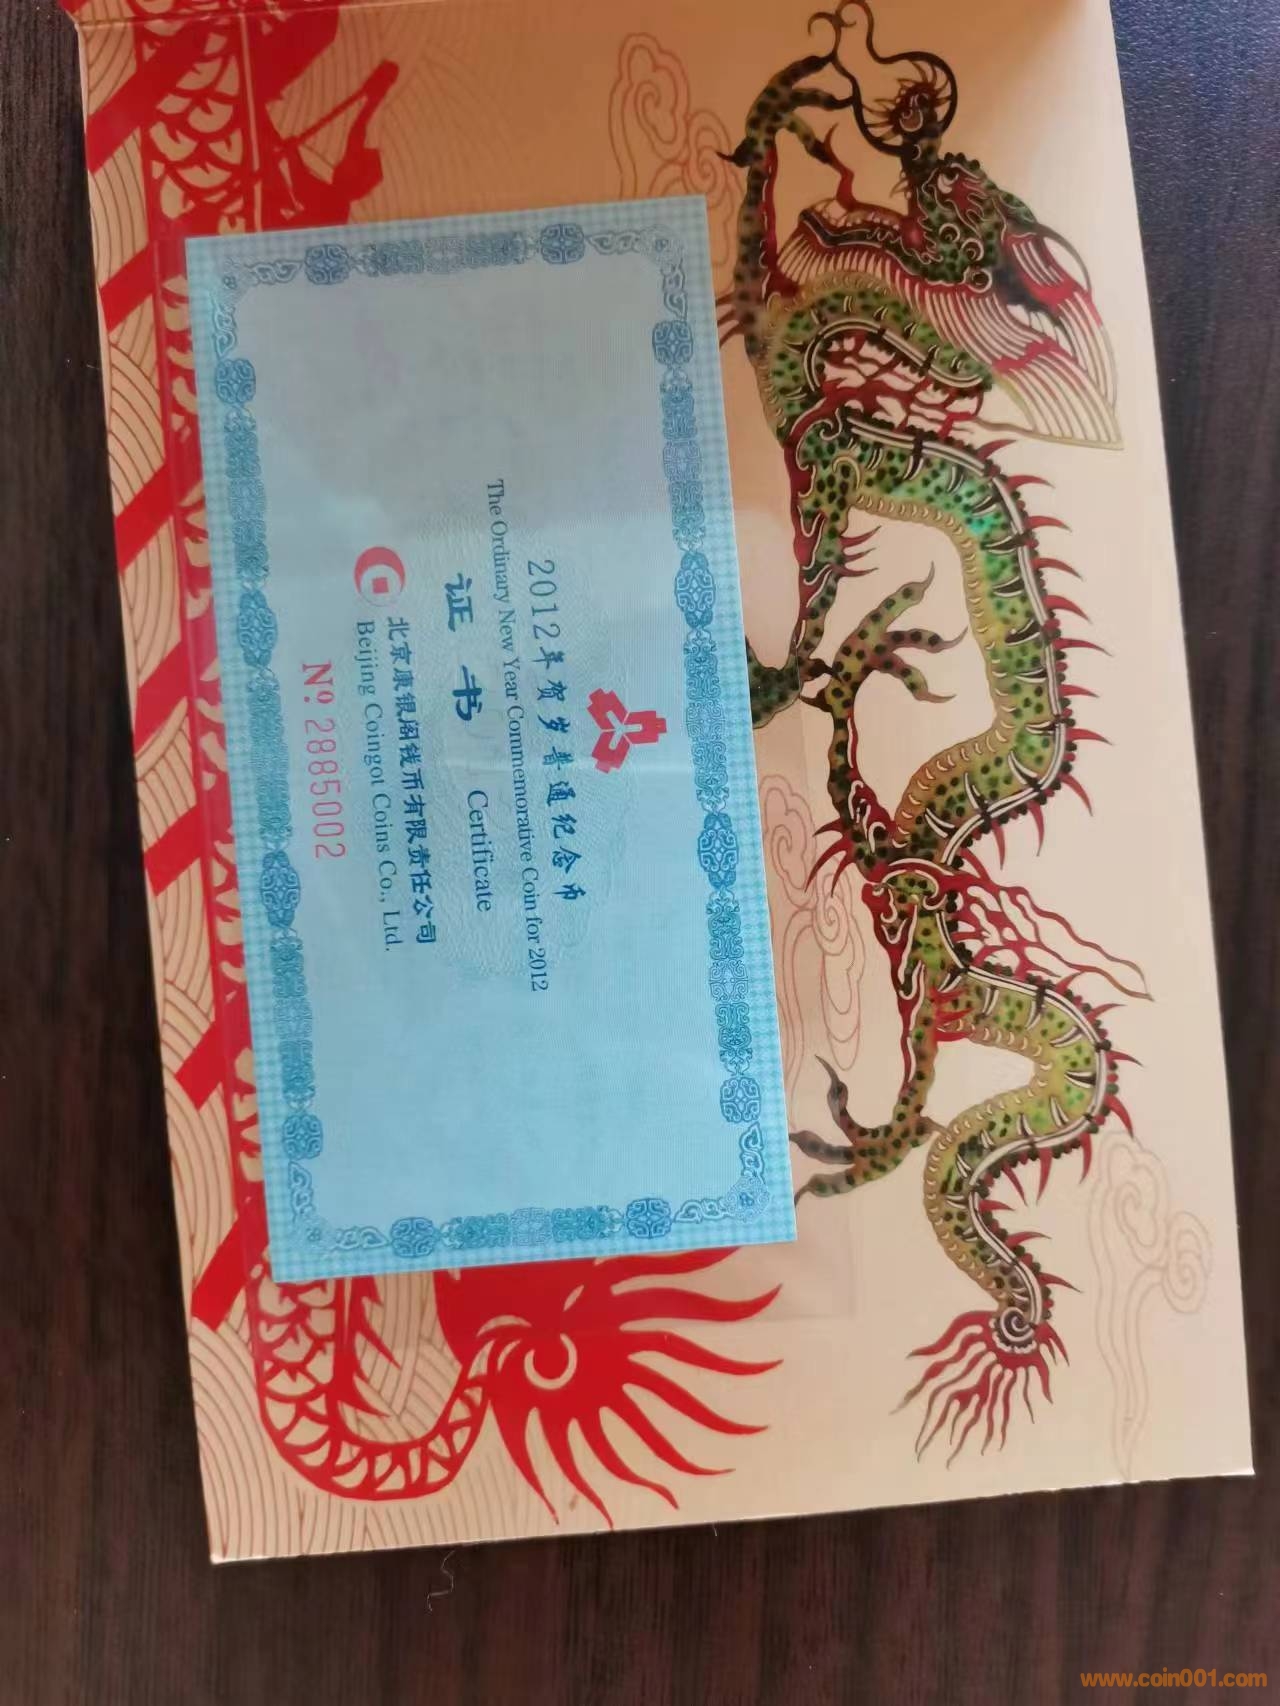 2012年贺岁普通纪念币
The Ordinary New Year Commemorative Coin for 2012
证书 Certificate
北京康银阁钱币有限责任公司
Beijing Coingot Coins Co., Ltd.
Nº 2885002
www.coin001.com